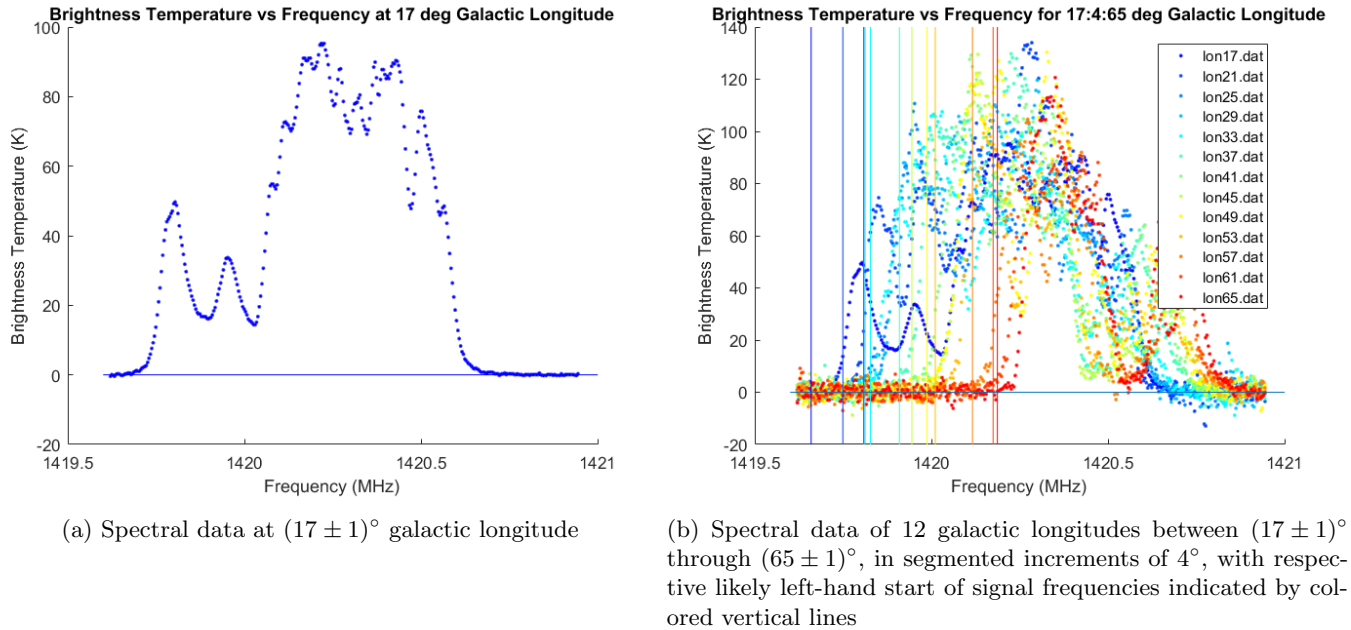 Brightness Temperature vs Frequency at 17 deg Galactic Longitude
100
80
60
40
20
0
-20
Brightness Temperature (K)
1419.5
1420
1420.5
1421
Frequency (MHz)
(a) Spectral data at (17 ± 1)° galactic longitude
Brightness Temperature vs Frequency for 17:4:65 deg Galactic Longitude
140
120
100
80
60
40
20
0
-20
Brightness Temperature (K)
1419.5
1420
1420.5
1421
Frequency (MHz)
lon17.dat
lon21.dat
lon25.dat
lon29.dat
lon33.dat
lon37.dat
lon41.dat
lon45.dat
lon49.dat
lon53.dat
lon57.dat
lon61.dat
lon65.dat
(b) Spectral data of 12 galactic longitudes between (17 ± 1)°
through (65 ± 1)°, in segmented increments of 4°, with respec-
tive likely left-hand start of signal frequencies indicated by col-
ored vertical lines